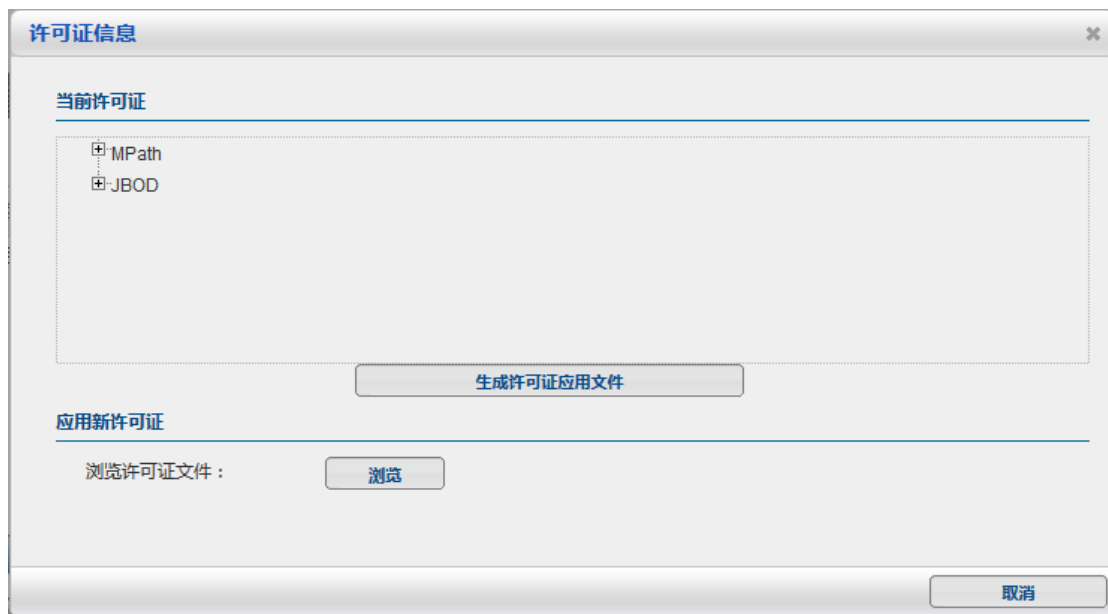 许可证信息
当前许可证
MPath
JBOD
生成许可证应用文件
应用新许可证
浏览许可证文件：
浏览
取消